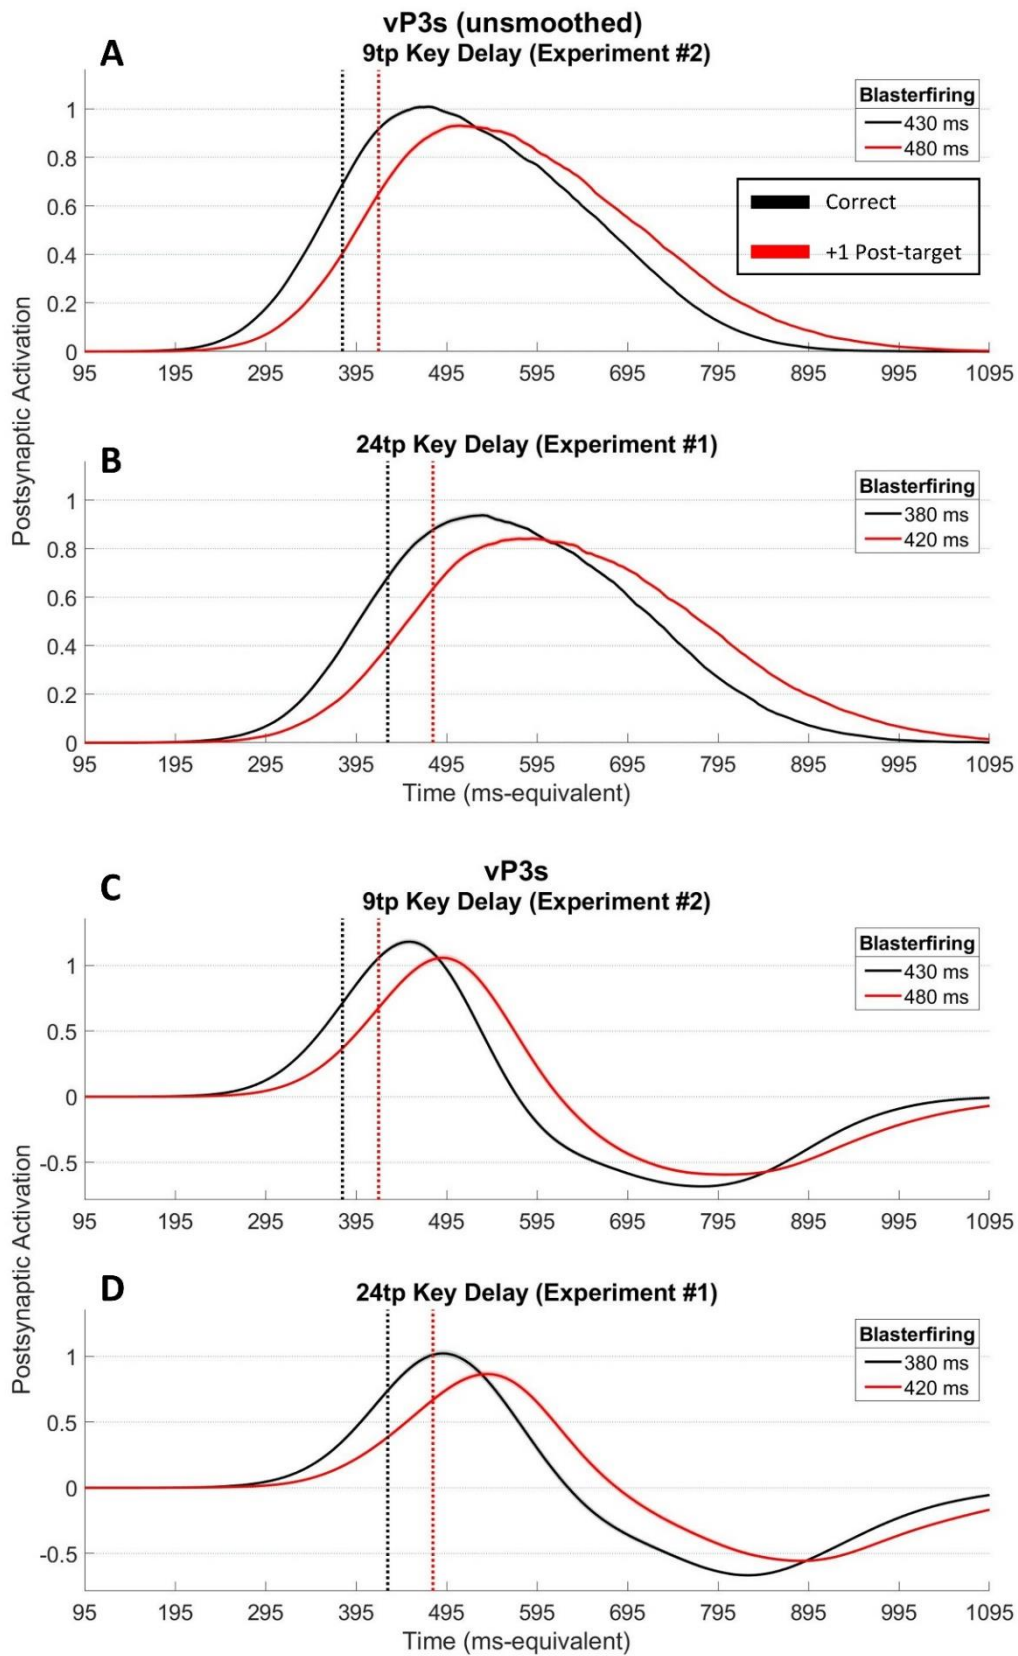 vP3s (unsmoothed)
A
9tp Key Delay (Experiment #2)
Blasterfiring
430 ms
480 ms
Correct
+1 Post-target
1
0.8
0.6
0.4
0.2
0
95 195 295 395 495 595 695 795 895 995 1095
Postsynaptic Activation
B
24tp Key Delay (Experiment #1)
Blasterfiring
380 ms
420 ms
1
0.8
0.6
0.4
0.2
0
95 195 295 395 495 595 695 795 895 995 1095
Time (ms-equivalent)
vP3s
C
9tp Key Delay (Experiment #2)
Blasterfiring
430 ms
480 ms
1
0.5
0
-0.5
95 195 295 395 495 595 695 795 895 995 1095
Postsynaptic Activation
D
24tp Key Delay (Experiment #1)
Blasterfiring
380 ms
420 ms
1
0.5
0
-0.5
95 195 295 395 495 595 695 795 895 995 1095
Time (ms-equivalent)